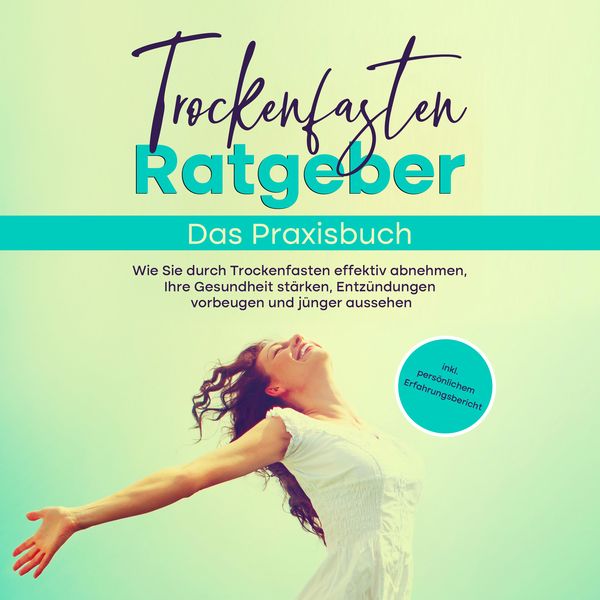 Trockenfasten
Ratgeber
Das Praxisbuch
Wie Sie durch Trockenfasten effektiv abnehmen,
Ihre Gesundheit stärken, Entzündungen
vorbeugen und jünger aussehen
inkl.
persönlichem
Erfahrungsbericht